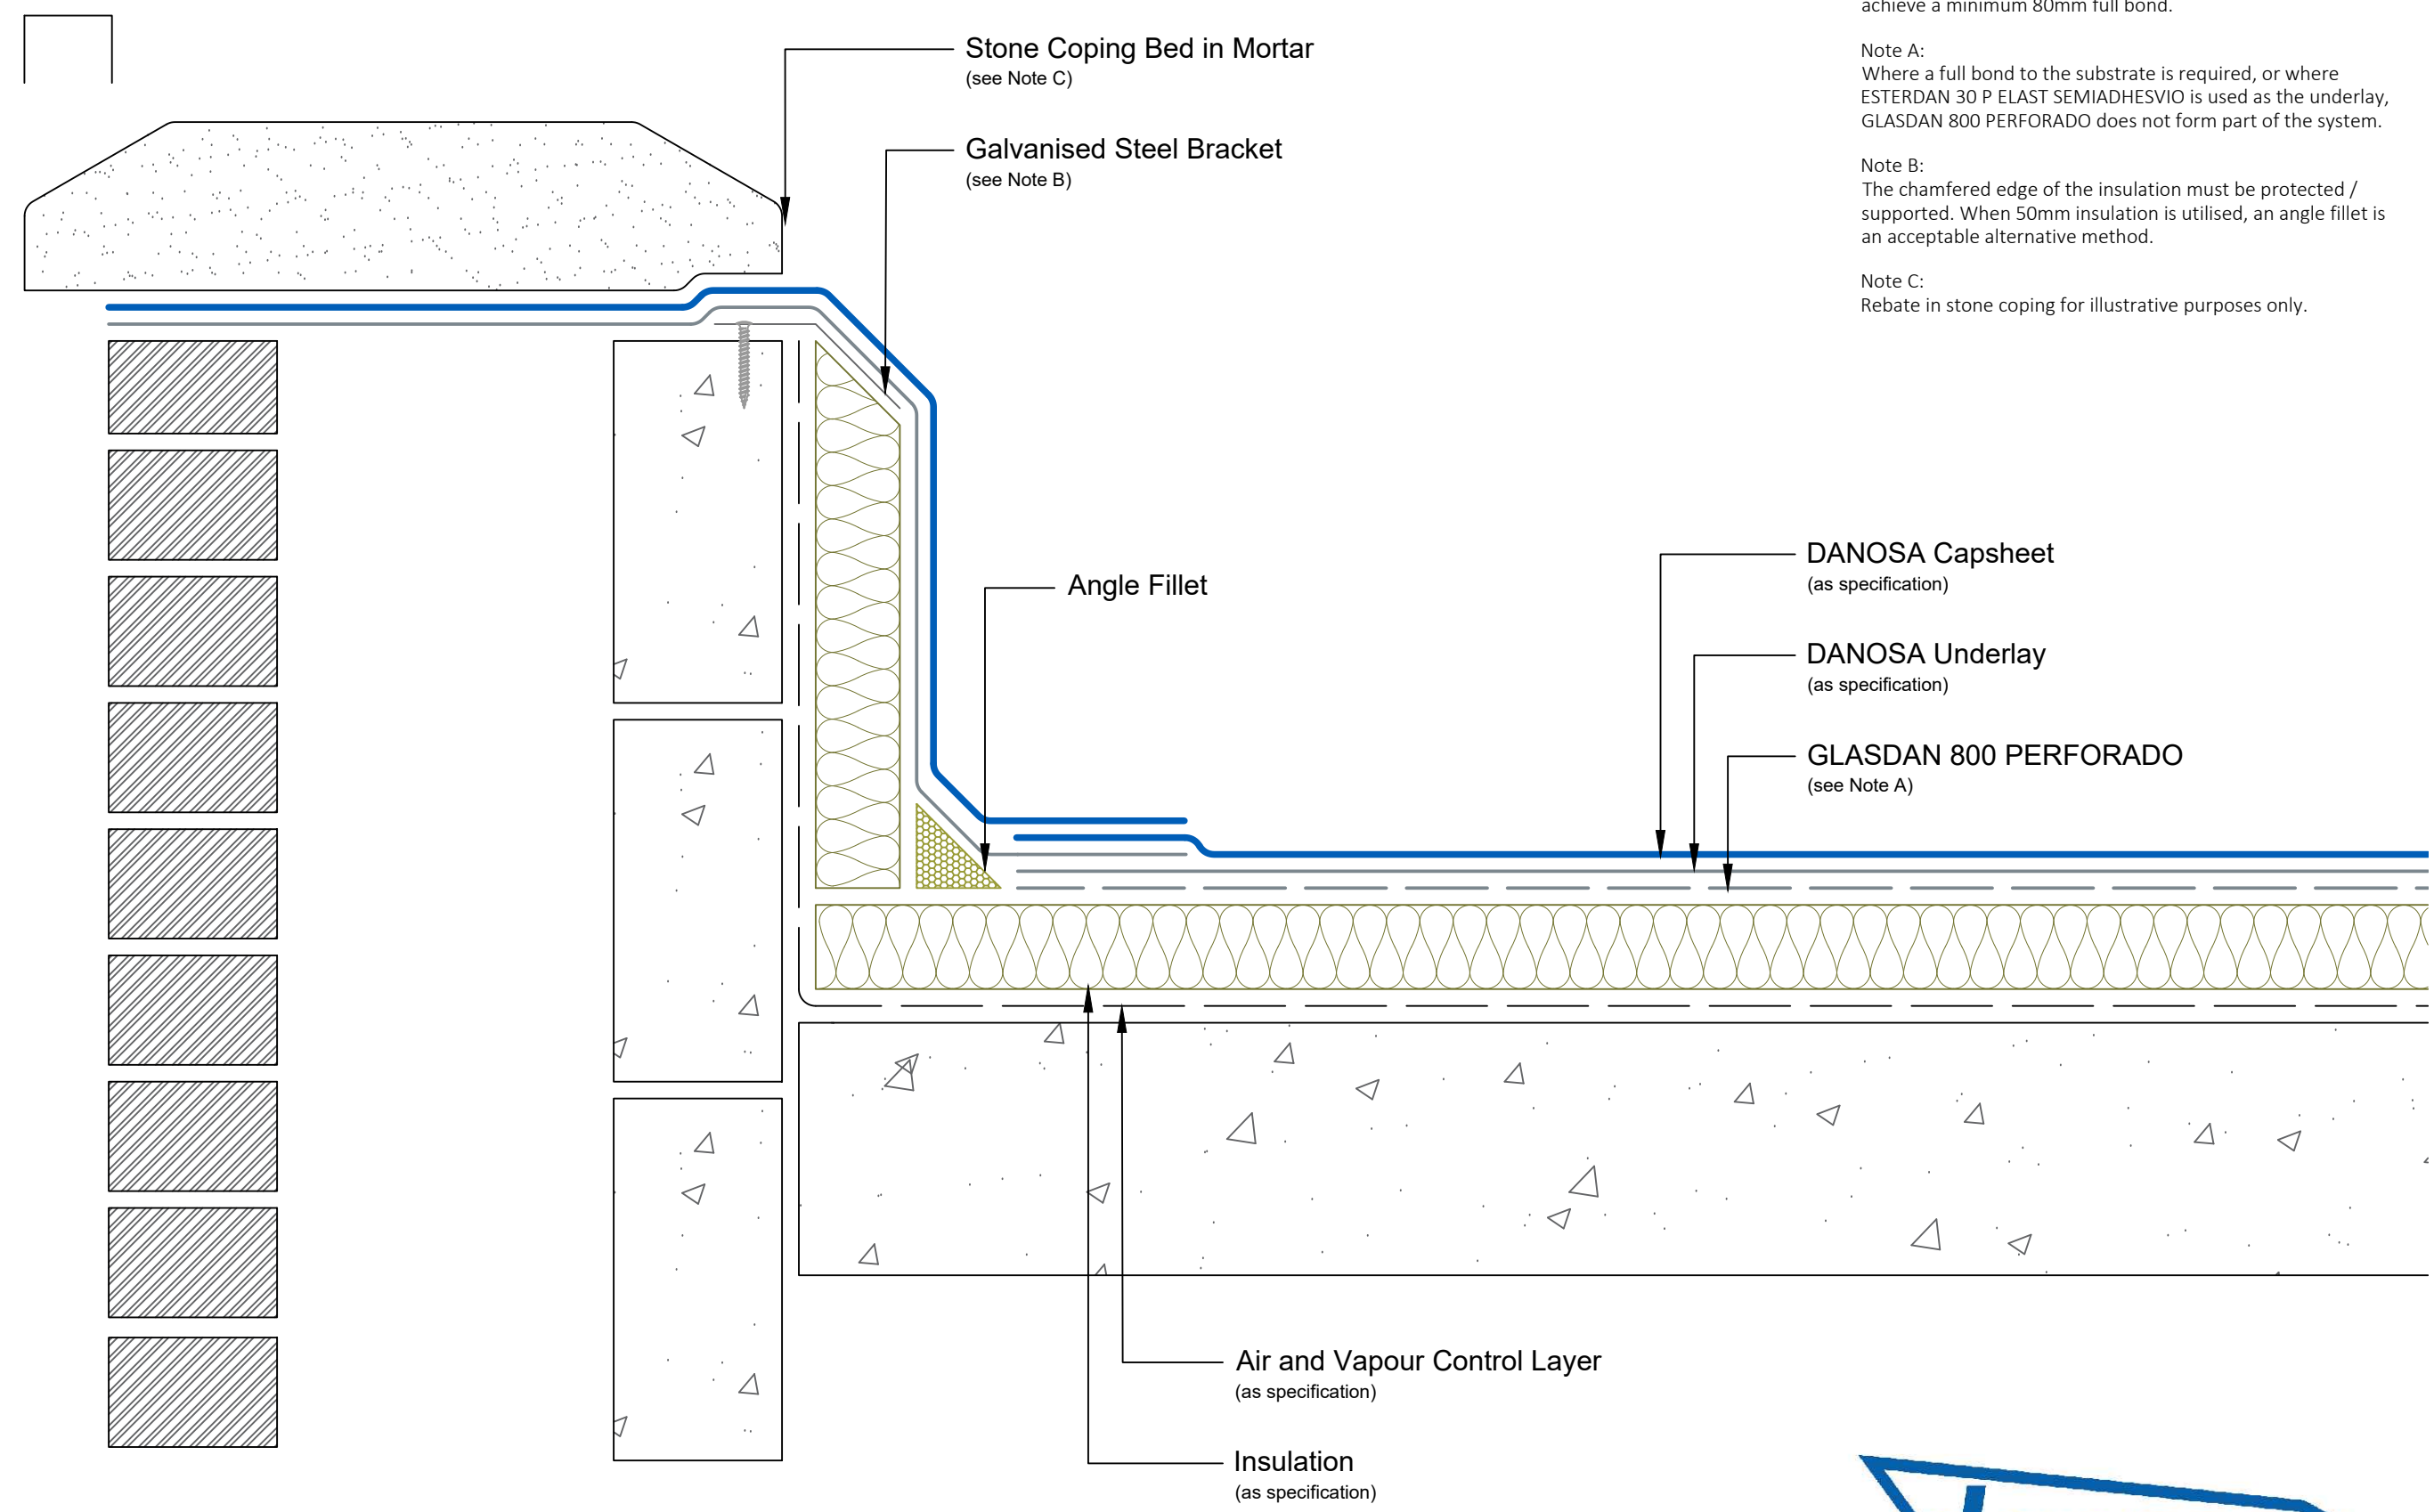 achieve a minimum 80mm full bond.
Note A:
Where a full bond to the substrate is required, or where
ESTERDAN 30 P ELAST SEMIADHESVIO is used as the underlay,
GLASDAN 800 PERFORADO does not form part of the system.
Note B:
The chamfered edge of the insulation must be protected /
supported. When 50mm insulation is utilised, an angle fillet is
an acceptable alternative method.
Note C:
Rebate in stone coping for illustrative purposes only.
Stone Coping Bed in Mortar
(see Note C)
Galvanised Steel Bracket
(see Note B)
Angle Fillet
DANOSA Capsheet
(as specification)
DANOSA Underlay
(as specification)
GLASDAN 800 PERFORADO
(see Note A)
Air and Vapour Control Layer
(as specification)
Insulation
(as specification)